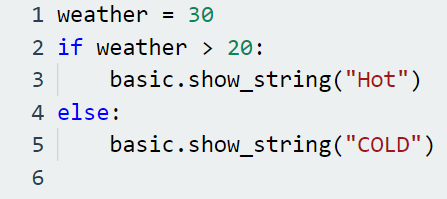 1 weather = 30
2 if weather > 20:
3     basic.show_string("Hot")
4 else:
5     basic.show_string("COLD")
6